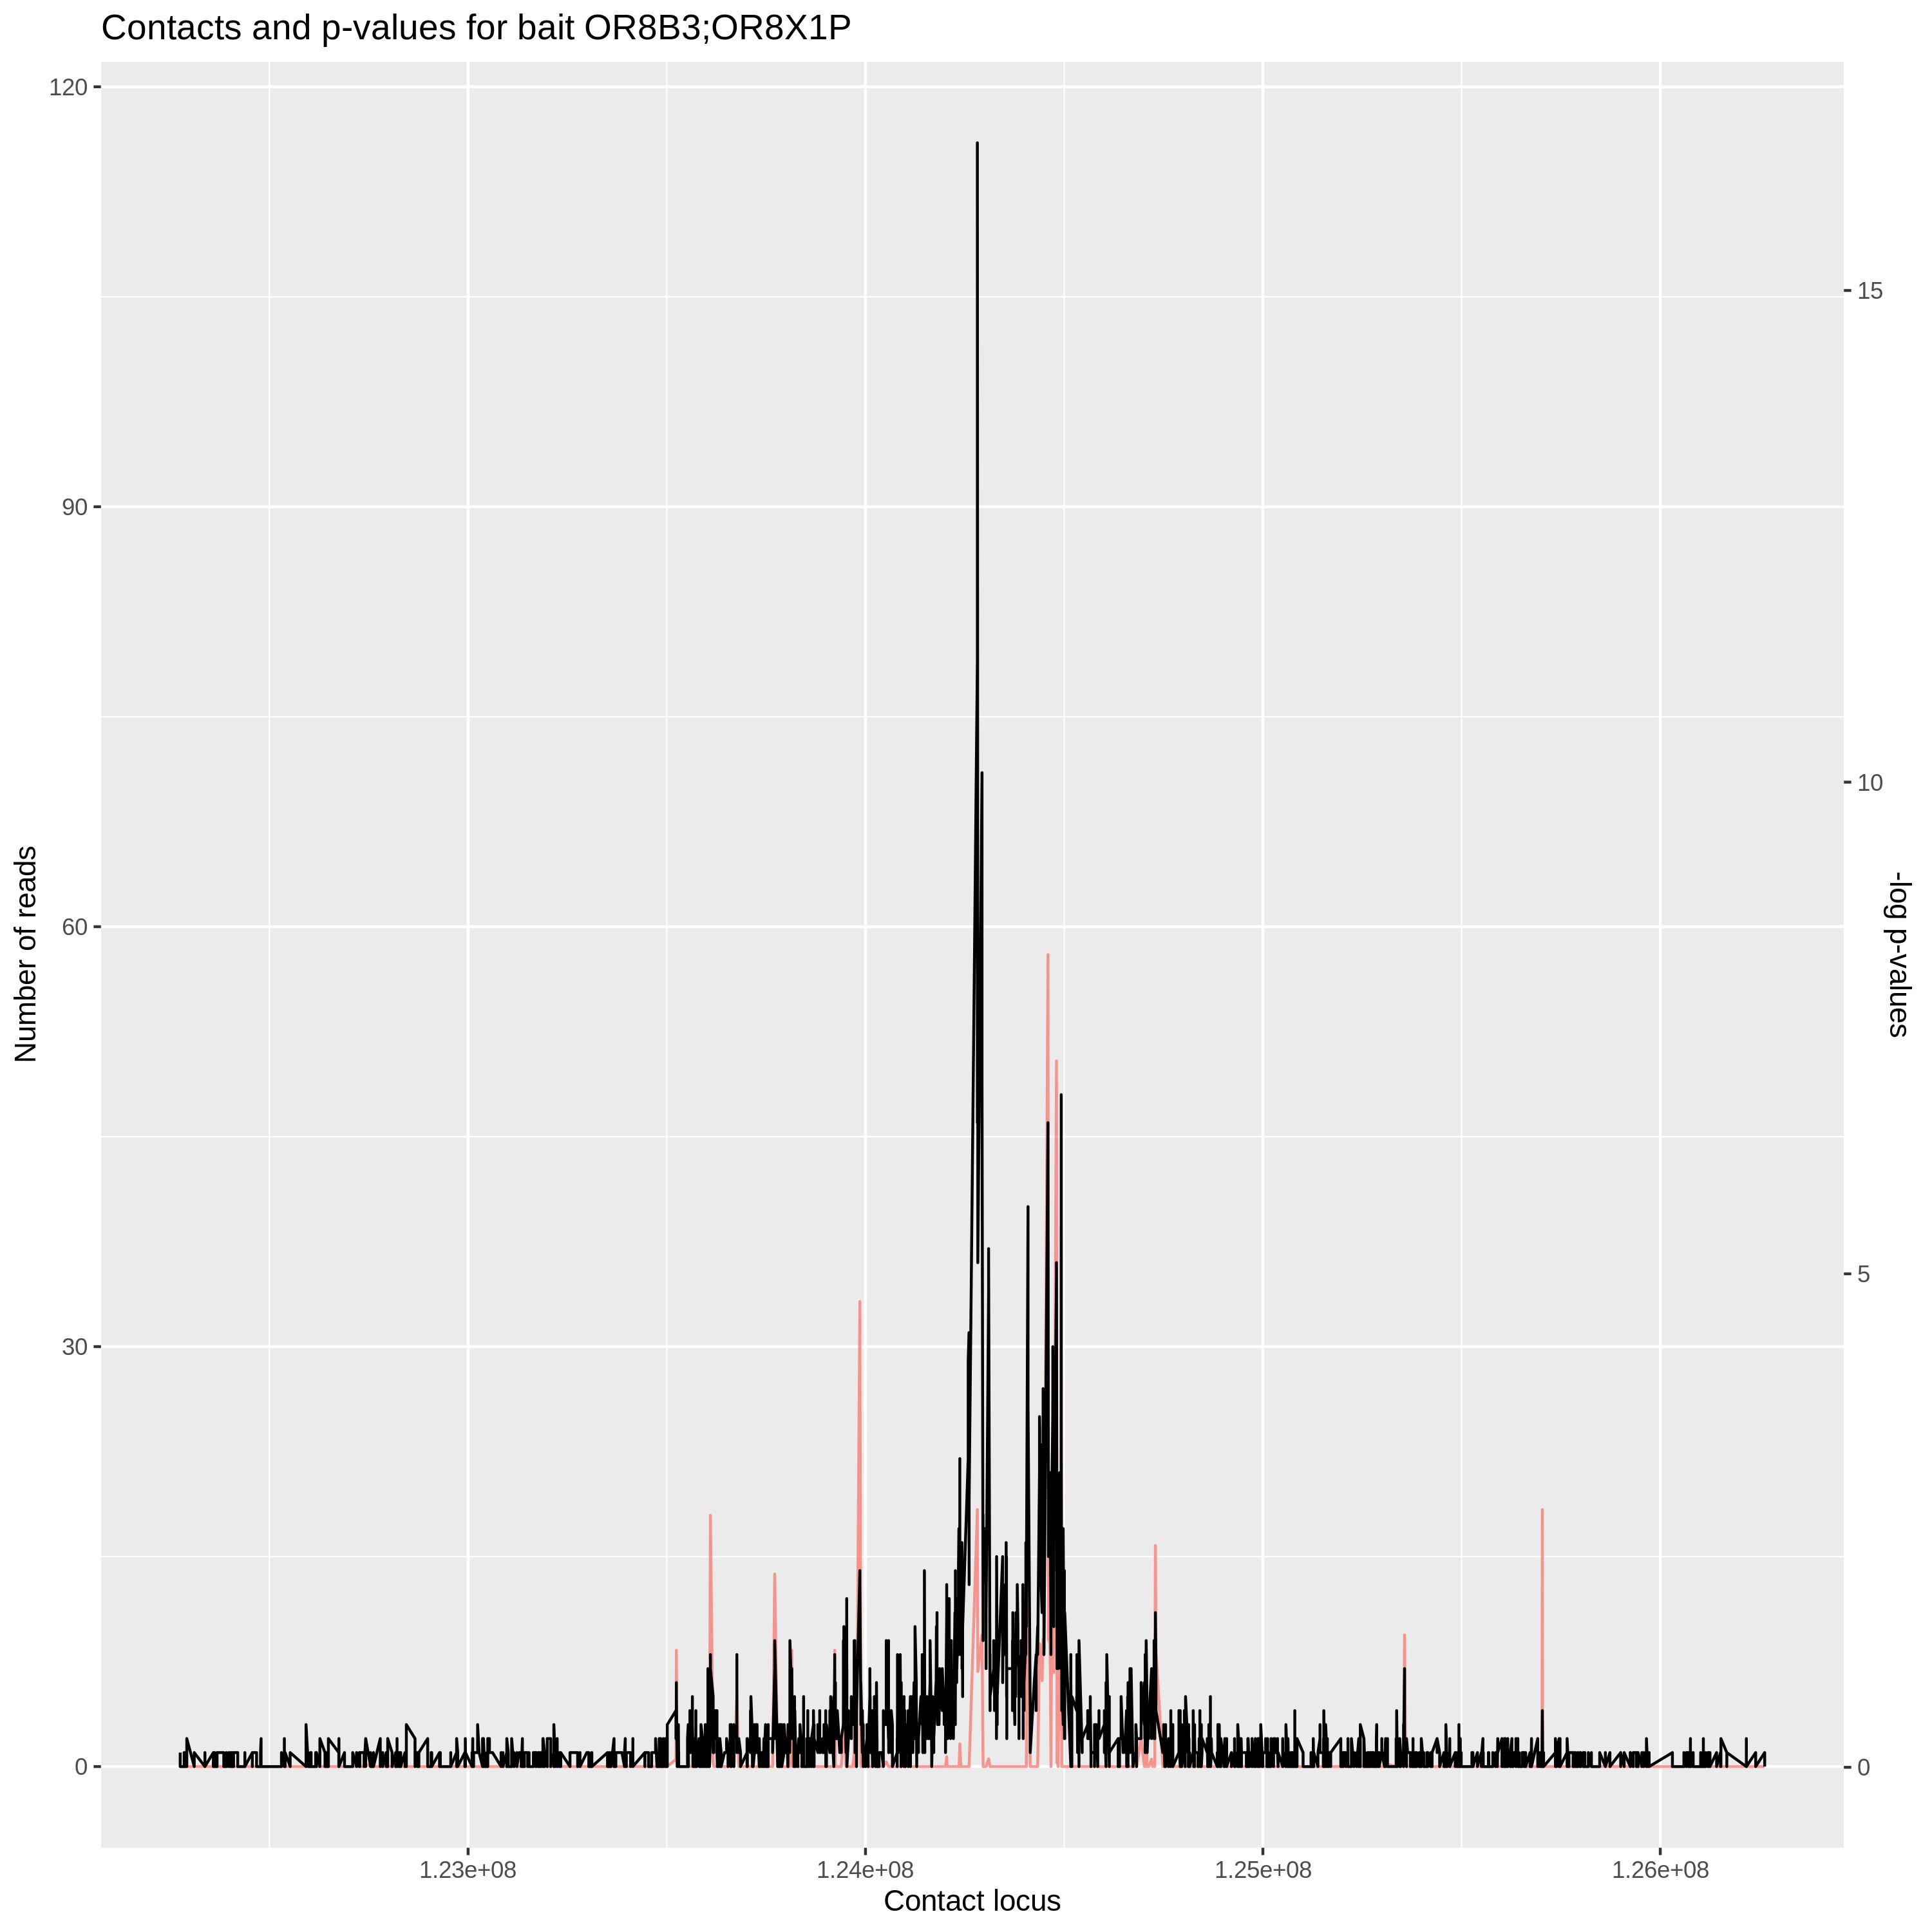 Contacts and p-values for bait OR8B3;OR8X1P
120
90
60
30
0
Number of reads
15
10
5
0
-log p-values
1.23e+08
1.24e+08
1.25e+08
1.26e+08
Contact locus